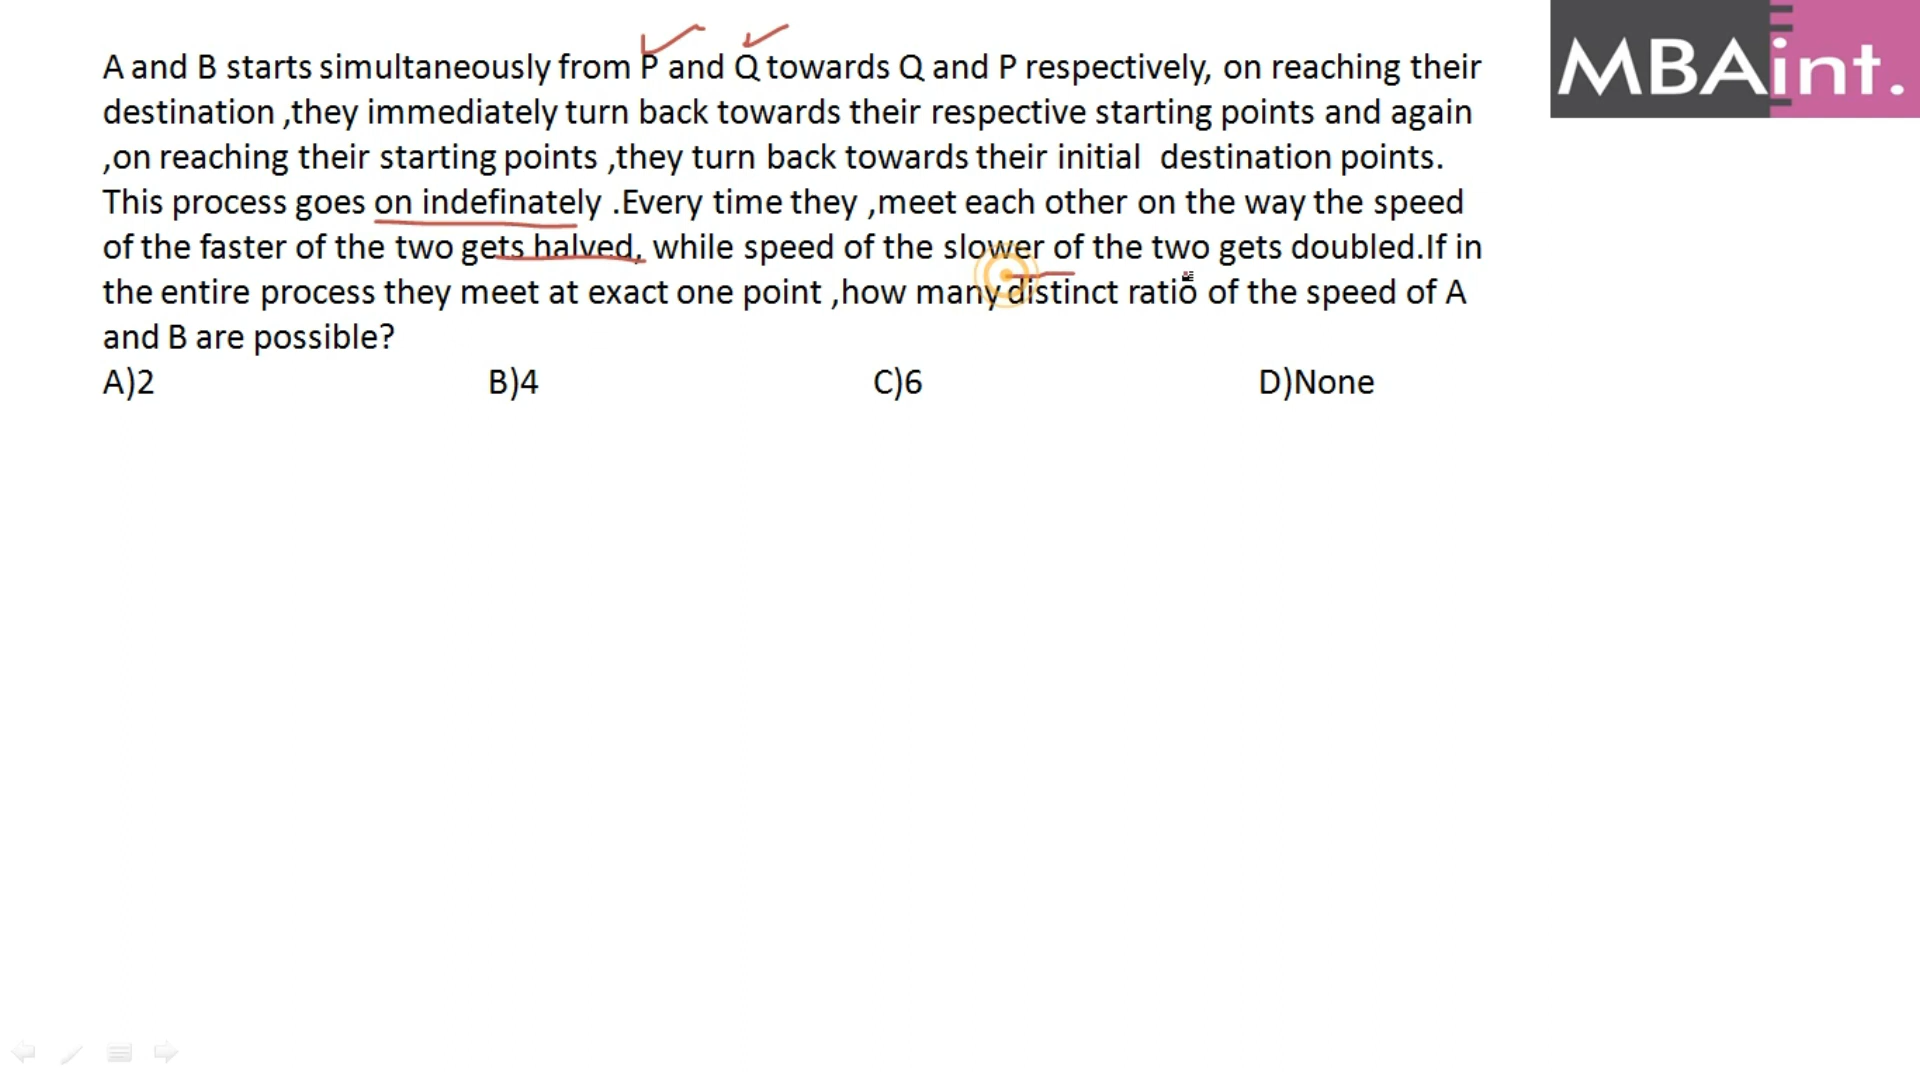 A and B starts simultaneously from P and Q towards Q and P respectively, on reaching their
destination ,they immediately turn back towards their respective starting points and again
,on reaching their starting points ,they turn back towards their initial destination points.
This process goes on indefinately .Every time they ,meet each other on the way the speed
of the faster of the two gets halved, while speed of the slower of the two gets doubled.If in
the entire process they meet at exact one point ,how many distinct ratio of the speed of A
and B are possible?
A)2 B)4 C)6 D)None
MBAint.